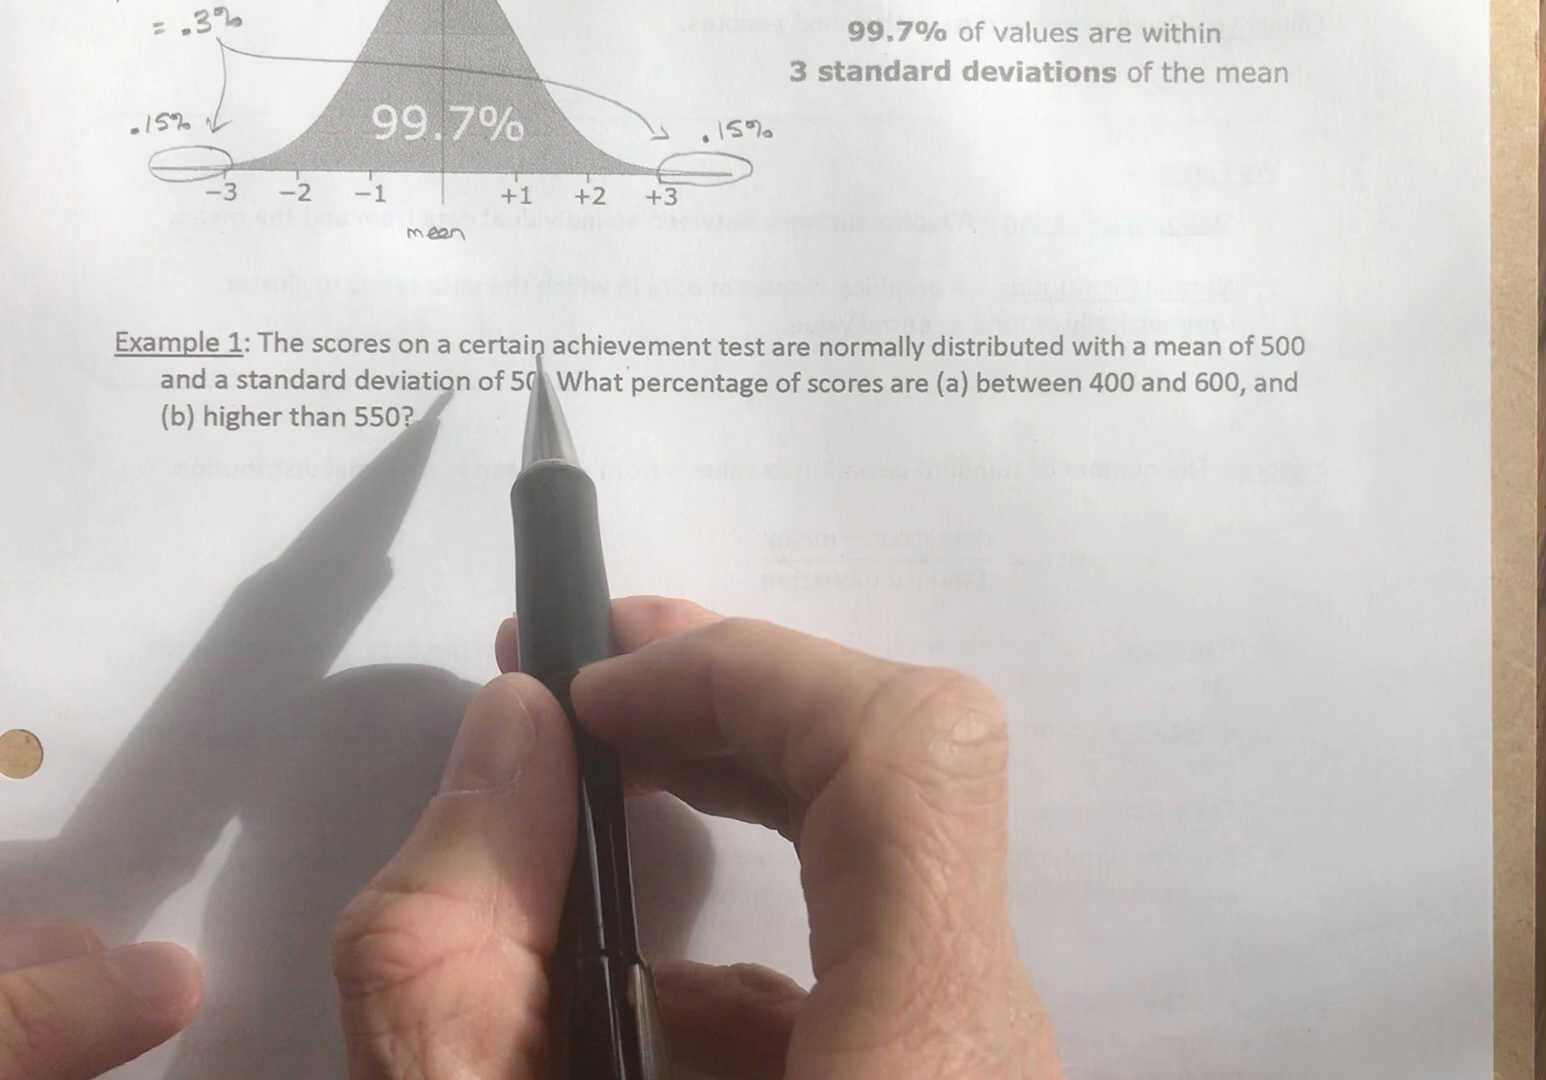 = .3%
99.7% of values are within
3 standard deviations of the mean
99.7%
.15%
.15%
-3 -2 -1 +1 +2 +3
mean
Example 1: The scores on a certain achievement test are normally distributed with a mean of 500
and a standard deviation of 50 What percentage of scores are (a) between 400 and 600, and
(b) higher than 550?